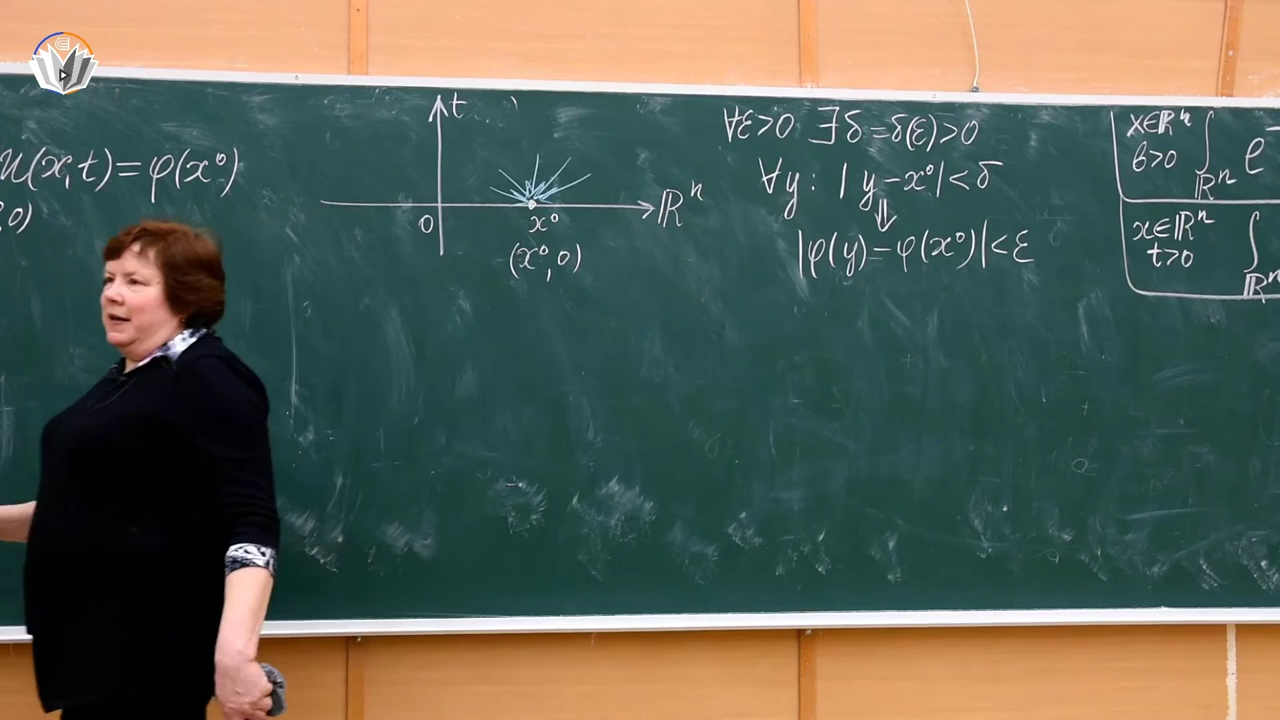 u(x,t)=φ(x⁰)
,0)
t
0
x⁰
(x⁰,0)
ℝⁿ
∀ε>0 ∃δ=δ(ε)>0
∀y: |y-x⁰|<δ
⇓
|φ(y)-φ(x⁰)|<ε
x∈ℝⁿ
b>0
∫
ℝⁿ
e⁻
x∈ℝⁿ
t>0
∫
ℝⁿ